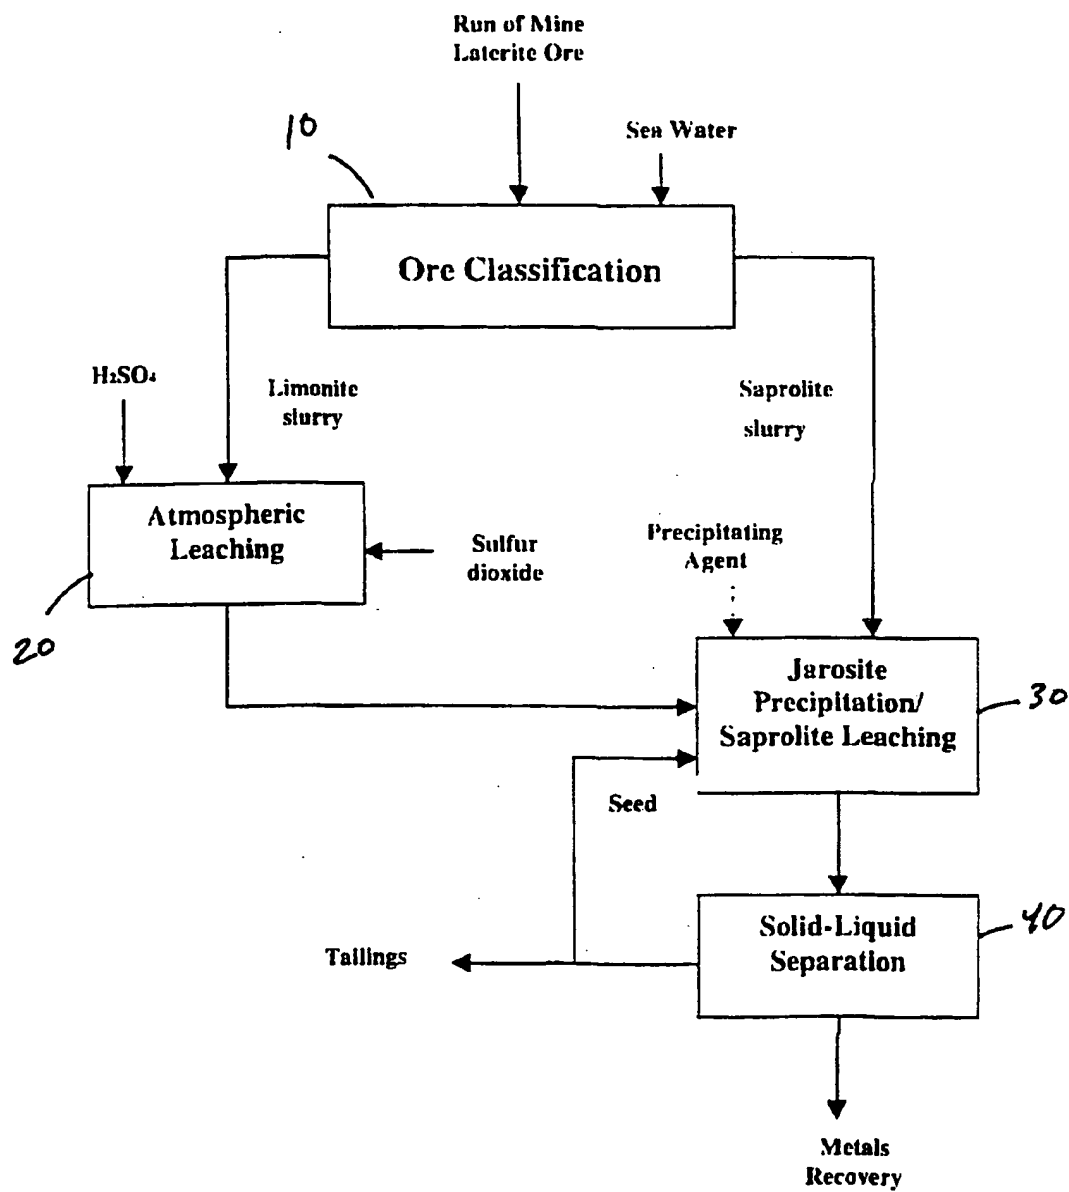 Run of Mine
Laterite Ore
10
Sea Water
Ore Classification
H₂SO₄
Limonite
slurry
Saprolite
slurry
Atmospheric
Leaching
Sulfur
dioxide
Precipitating
Agent
20
Jarosite
Precipitation/
Saprolite Leaching
30
Seed
Solid-Liquid
Separation
40
Tailings
Metals
Recovery